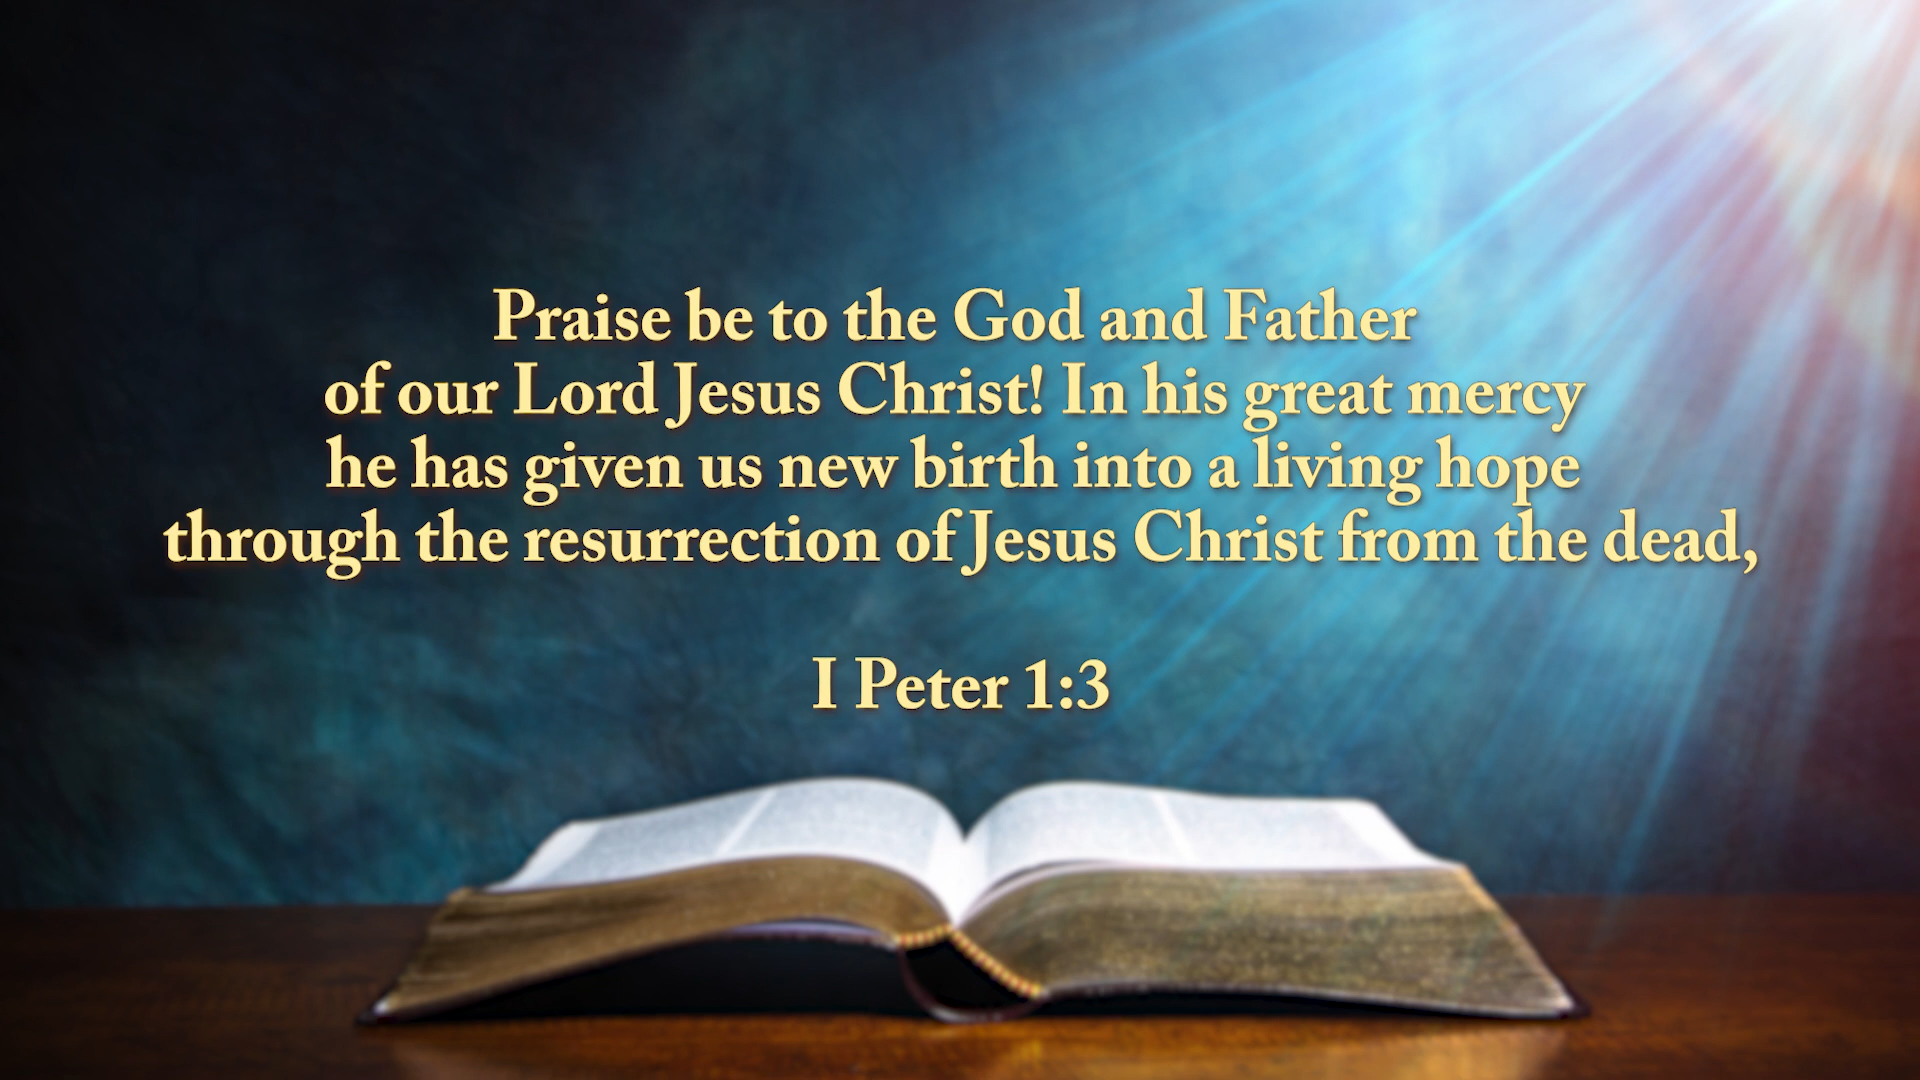 Praise be to the God and Father
of our Lord Jesus Christ! In his great mercy
he has given us new birth into a living hope
through the resurrection of Jesus Christ from the dead,
I Peter 1:3